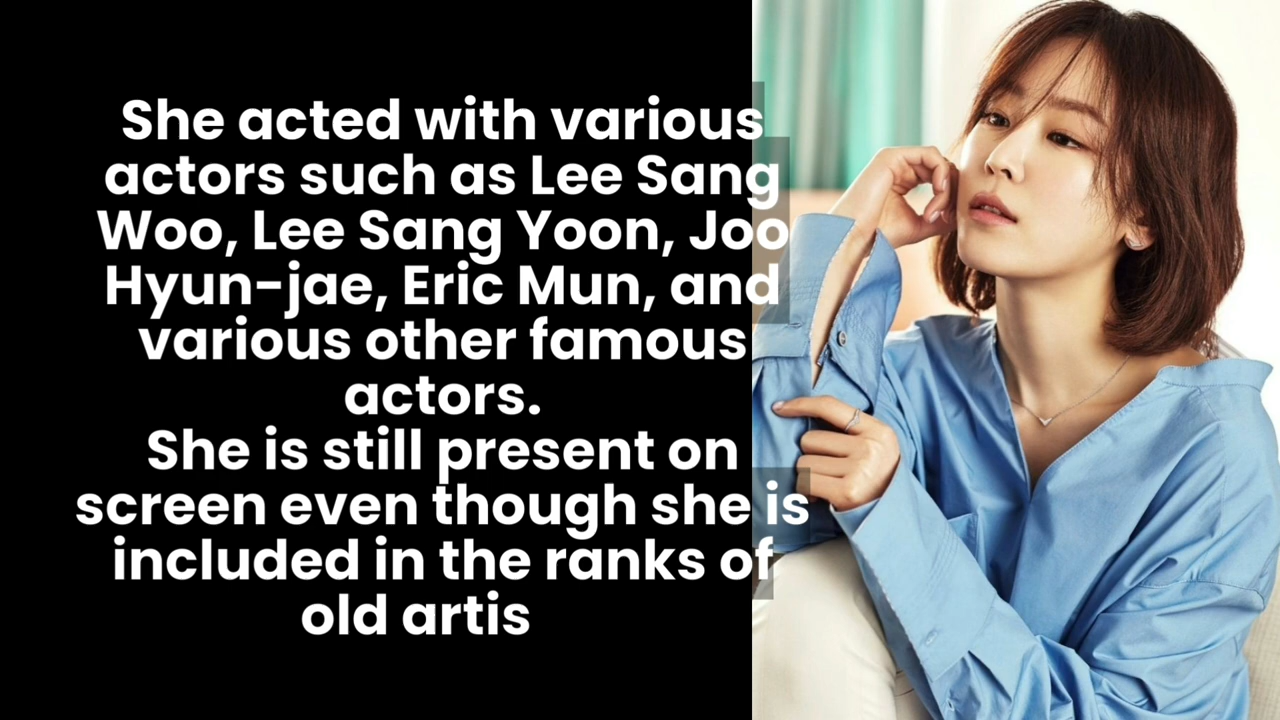 She acted with various
actors such as Lee Sang
Woo, Lee Sang Yoon, Joo
Hyun-jae, Eric Mun, and
various other famous
actors.
She is still present on
screen even though she is
included in the ranks of
old artis